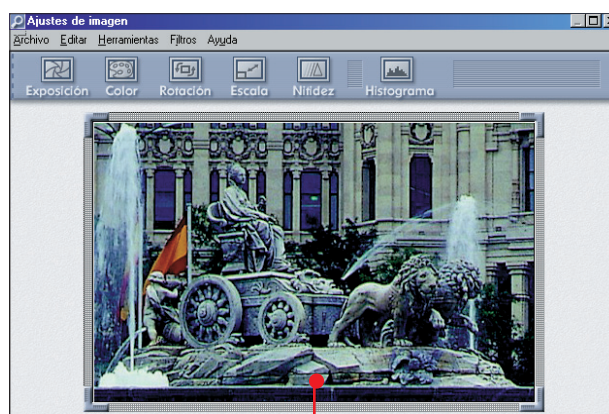 Ajustes de imagen
Archivo Editar Herramientas Filtros Ayuda
Exposición Color Rotación Escala Nitidez Histograma